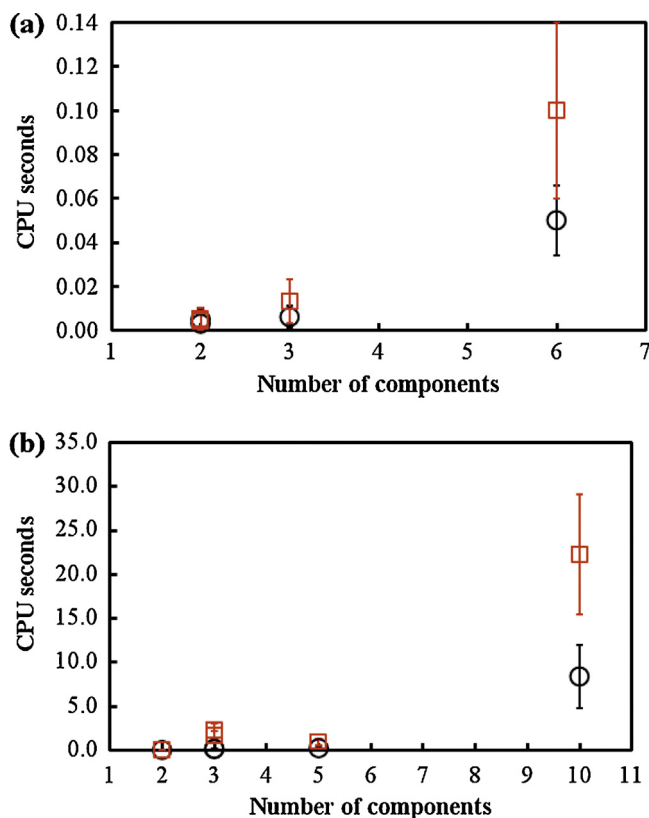 (a)
0.14
0.12
0.10
0.08
0.06
0.04
0.02
0.00
CPU seconds
1 2 3 4 5 6 7
Number of components
(b)
35.0
30.0
25.0
20.0
15.0
10.0
5.0
0.0
CPU seconds
1 2 3 4 5 6 7 8 9 10 11
Number of components